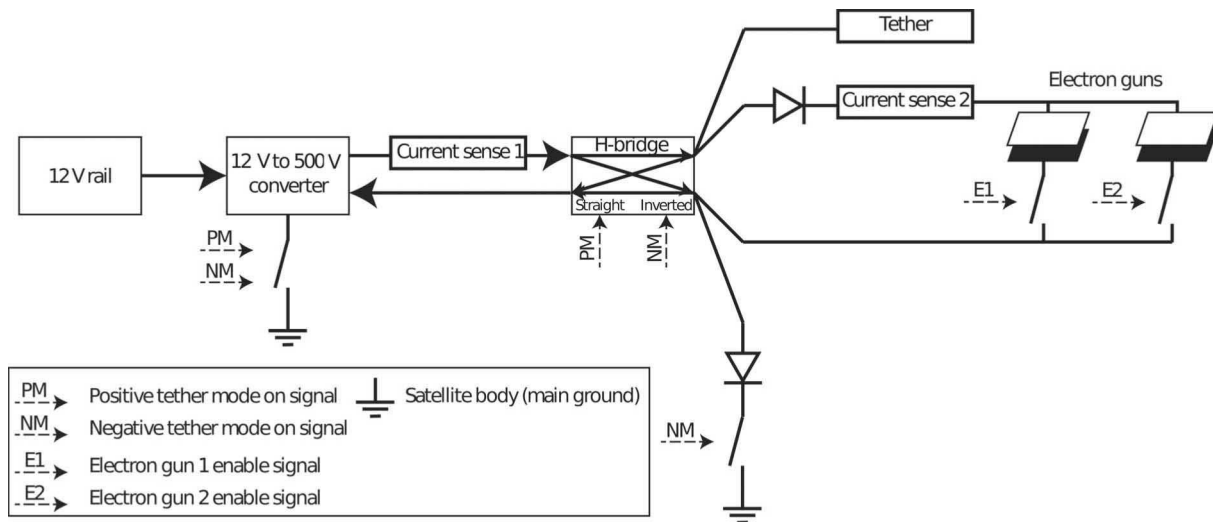 Tether
Electron guns
Current sense 2
Current sense 1
H-bridge
12 V rail
12 V to 500 V
converter
Straight
Inverted
E1
E2
PM
NM
PM
NM
PM Positive tether mode on signal
Satellite body (main ground)
NM Negative tether mode on signal
NM
E1 Electron gun 1 enable signal
E2 Electron gun 2 enable signal